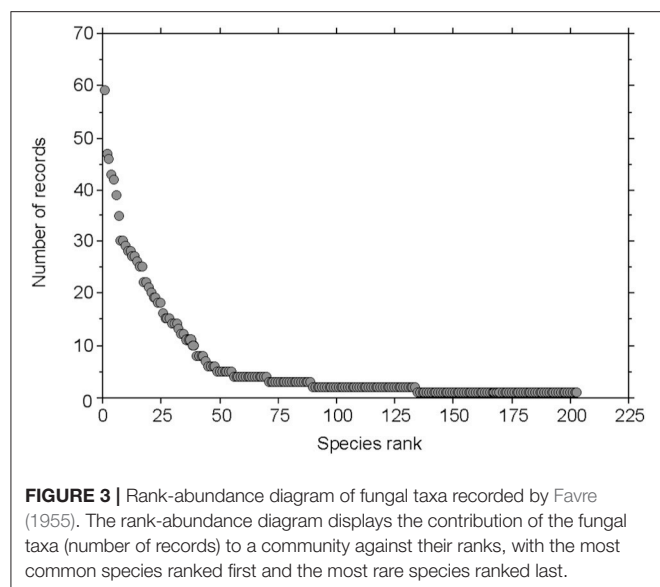 70
60
50
40
30
20
10
0
Number of records
0 25 50 75 100 125 150 175 200 225
Species rank
FIGURE 3 | Rank-abundance diagram of fungal taxa recorded by Favre
(1955). The rank-abundance diagram displays the contribution of the fungal
taxa (number of records) to a community against their ranks, with the most
common species ranked first and the most rare species ranked last.